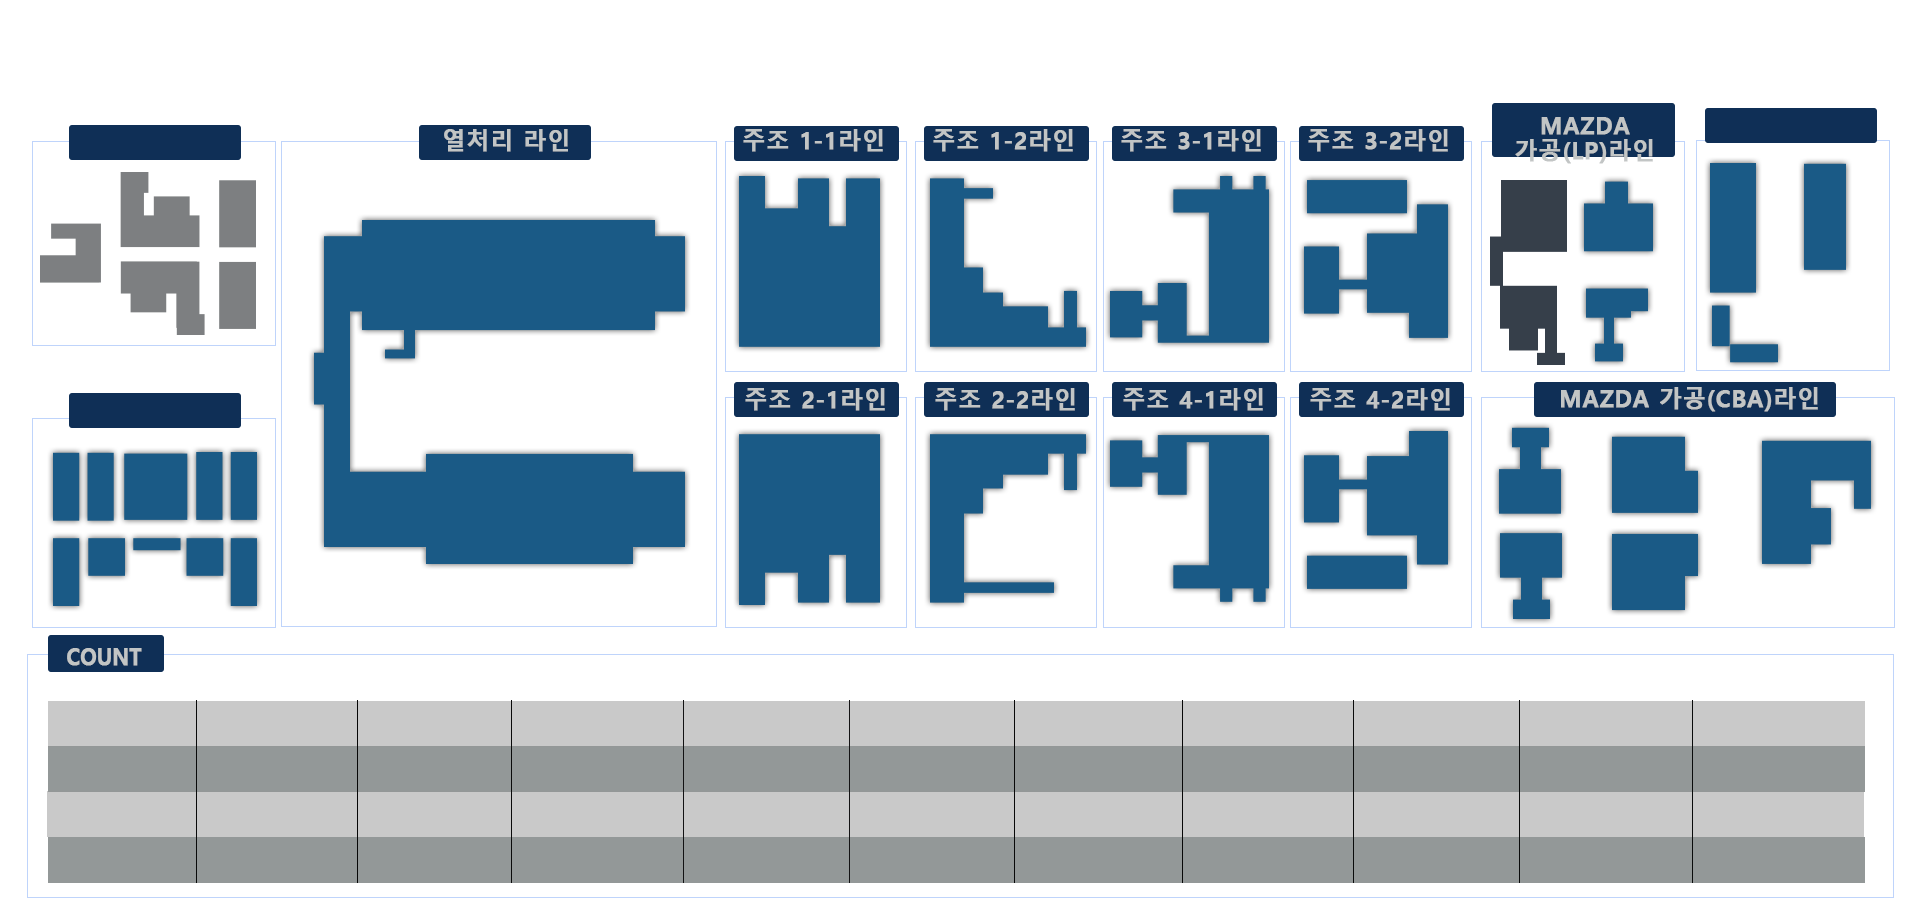 MAZDA
가공(LP)라인
열처리 라인
주조 1-1라인
주조 1-2라인
주조 3-1라인
주조 3-2라인
주조 2-1라인
주조 2-2라인
주조 4-1라인
주조 4-2라인
MAZDA 가공(CBA)라인
COUNT